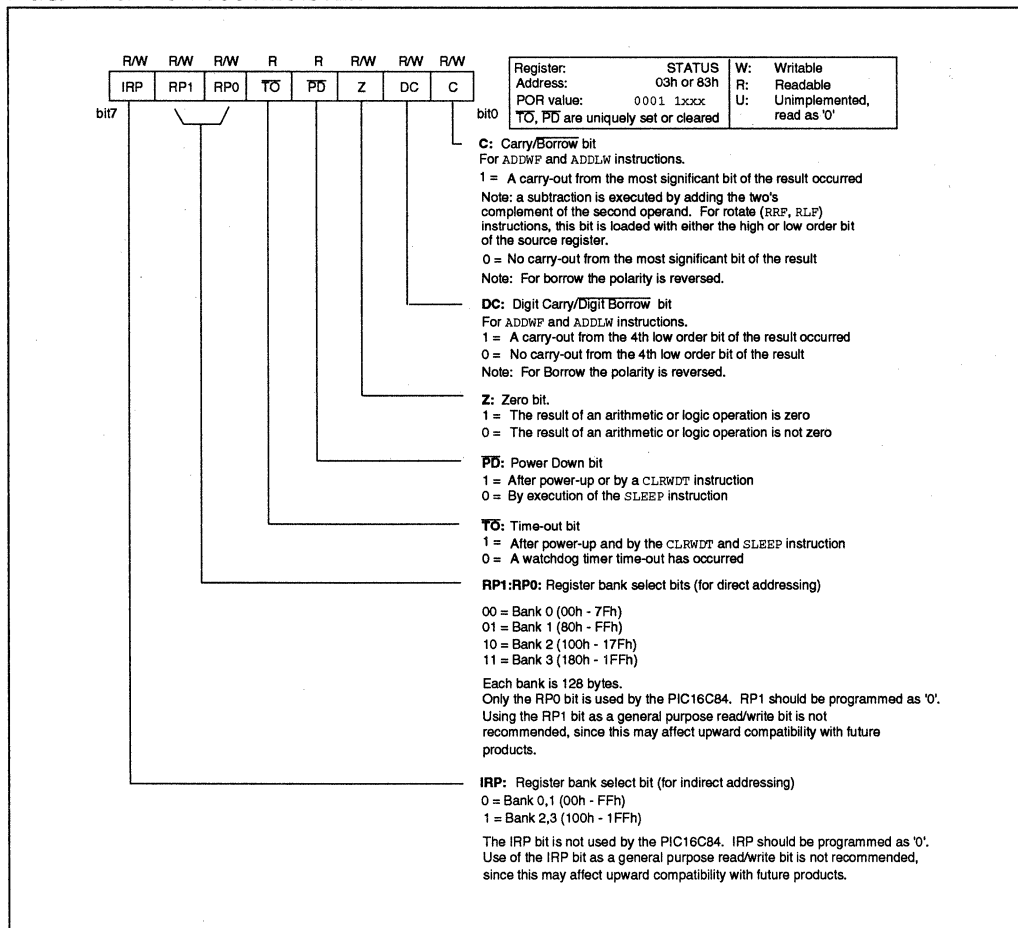 R/W R/W R/W R R R/W R/W R/W
IRP RP1 RP0 T̅O̅ P̅D̅ Z DC C
bit7 bit0
Register: STATUS W: Writable
Address: 03h or 83h R: Readable
POR value: 0001 1xxx U: Unimplemented,
T̅O̅, P̅D̅ are uniquely set or cleared read as '0'
C: Carry/B̅o̅r̅r̅o̅w̅ bit
For ADDWF and ADDLW instructions.
1 = A carry-out from the most significant bit of the result occurred
Note: a subtraction is executed by adding the two's
complement of the second operand. For rotate (RRF, RLF)
instructions, this bit is loaded with either the high or low order bit
of the source register.
0 = No carry-out from the most significant bit of the result
Note: For borrow the polarity is reversed.
DC: Digit Carry/D̅i̅g̅i̅t̅ B̅o̅r̅r̅o̅w̅ bit
For ADDWF and ADDLW instructions.
1 = A carry-out from the 4th low order bit of the result occurred
0 = No carry-out from the 4th low order bit of the result
Note: For Borrow the polarity is reversed.
Z: Zero bit.
1 = The result of an arithmetic or logic operation is zero
0 = The result of an arithmetic or logic operation is not zero
P̅D̅: Power Down bit
1 = After power-up or by a CLRWDT instruction
0 = By execution of the SLEEP instruction
T̅O̅: Time-out bit
1 = After power-up and by the CLRWDT and SLEEP instruction
0 = A watchdog timer time-out has occurred
RP1:RP0: Register bank select bits (for direct addressing)
00 = Bank 0 (00h - 7Fh)
01 = Bank 1 (80h - FFh)
10 = Bank 2 (100h - 17Fh)
11 = Bank 3 (180h - 1FFh)
Each bank is 128 bytes.
Only the RP0 bit is used by the PIC16C84. RP1 should be programmed as '0'.
Using the RP1 bit as a general purpose read/write bit is not
recommended, since this may affect upward compatibility with future
products.
IRP: Register bank select bit (for indirect addressing)
0 = Bank 0,1 (00h - FFh)
1 = Bank 2,3 (100h - 1FFh)
The IRP bit is not used by the PIC16C84. IRP should be programmed as '0'.
Use of the IRP bit as a general purpose read/write bit is not recommended,
since this may affect upward compatibility with future products.